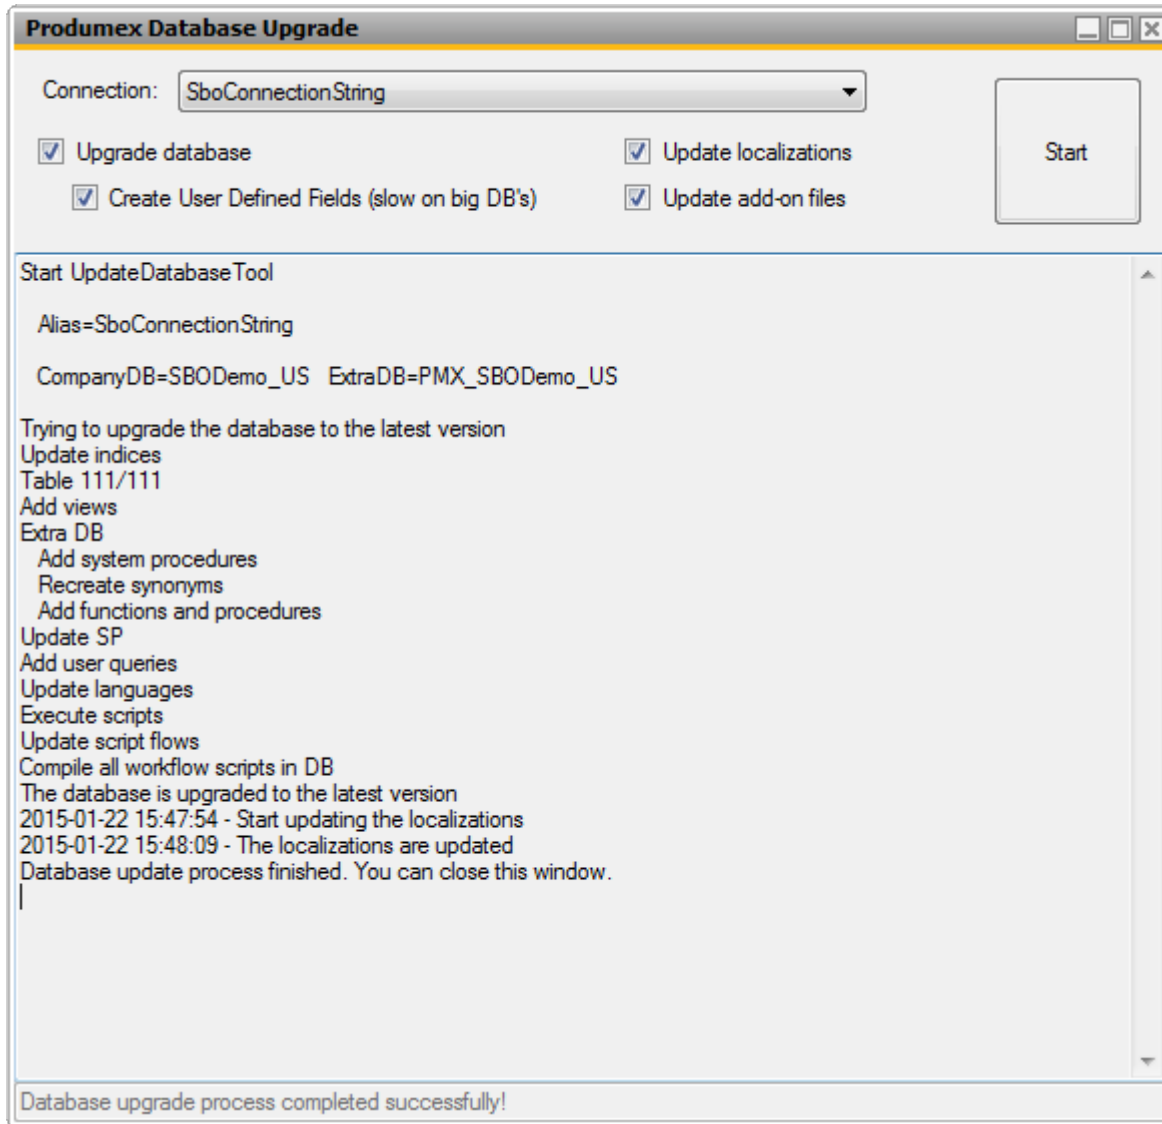 Produmex Database Upgrade
Connection: SboConnectionString
Upgrade database
Update localizations
Start
Create User Defined Fields (slow on big DB's)
Update add-on files
Start UpdateDatabaseTool
Alias=SboConnectionString
CompanyDB=SBODemo_US ExtraDB=PMX_SBODemo_US
Trying to upgrade the database to the latest version
Update indices
Table 111/111
Add views
Extra DB
Add system procedures
Recreate synonyms
Add functions and procedures
Update SP
Add user queries
Update languages
Execute scripts
Update script flows
Compile all workflow scripts in DB
The database is upgraded to the latest version
2015-01-22 15:47:54 - Start updating the localizations
2015-01-22 15:48:09 - The localizations are updated
Database update process finished. You can close this window.
Database upgrade process completed successfully!